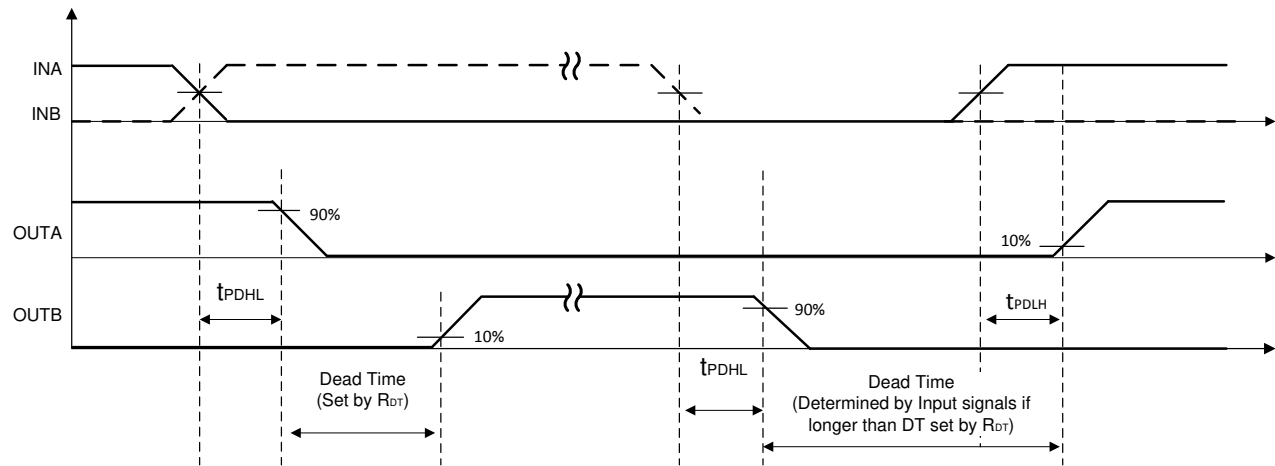 INA
INB
OUTA
90%
10%
tPDHL
tPDLH
OUTB
10%
90%
tPDHL
Dead Time
(Set by RDT)
Dead Time
(Determined by Input signals if
longer than DT set by RDT)